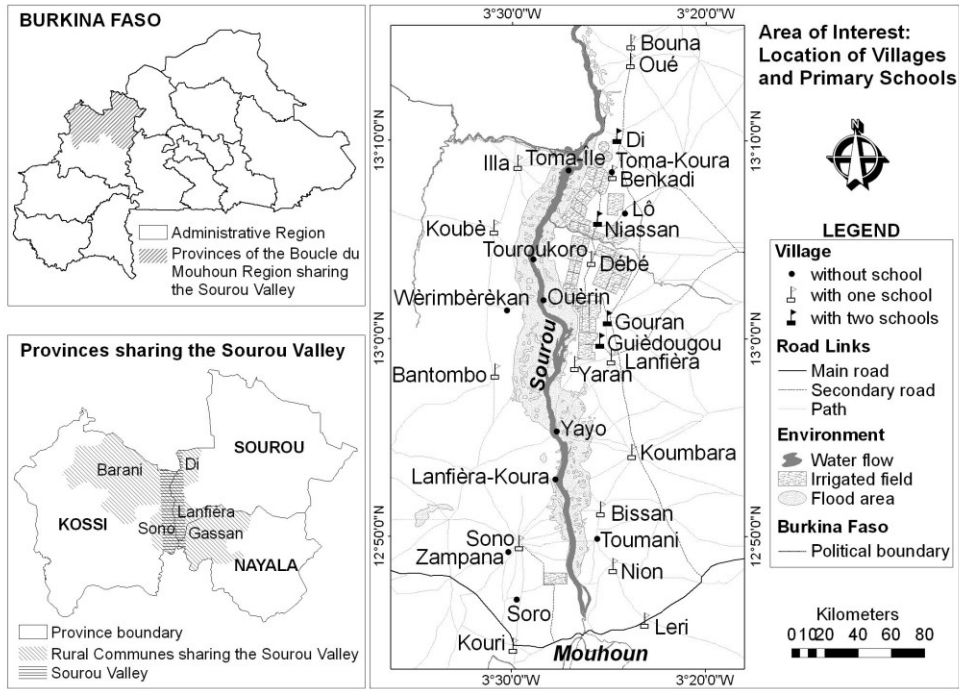 BURKINA FASO
Administrative Region
Provinces of the Boucle du
Mouhoun Region sharing
the Sourou Valley
Provinces sharing the Sourou Valley
SOUROU
Barani
Di
Lanfièra
KOSSI
Sono
Gassan
NAYALA
Province boundary
Rural Communes sharing the Sourou Valley
Sourou Valley
3°30'0"W
3°20'0"W
Bouna
Oué
13°10'0"N
13°10'0"N
Di
Illa
Toma-Ile
Toma-Koura
Benkadi
Lô
Koubè
Niassan
Touroukoro
Débé
Wèrimbèrèkan
Ouèrin
Gouran
13°0'0"N
13°0'0"N
Guièdougou
Sourou
Lanfièra
Bantombo
Yaran
Yayo
Koumbara
Lanfièra-Koura
Bissan
12°50'0"N
12°50'0"N
Sono
Toumani
Zampana
Nion
Soro
Leri
Kouri
Mouhoun
3°30'0"W
3°20'0"W
Area of Interest:
Location of Villages
and Primary Schools
N
LEGEND
Village
without school
with one school
with two schools
Road Links
Main road
Secondary road
Path
Environment
Water flow
Irrigated field
Flood area
Burkina Faso
Political boundary
Kilometers
0 10 20 40 60 80